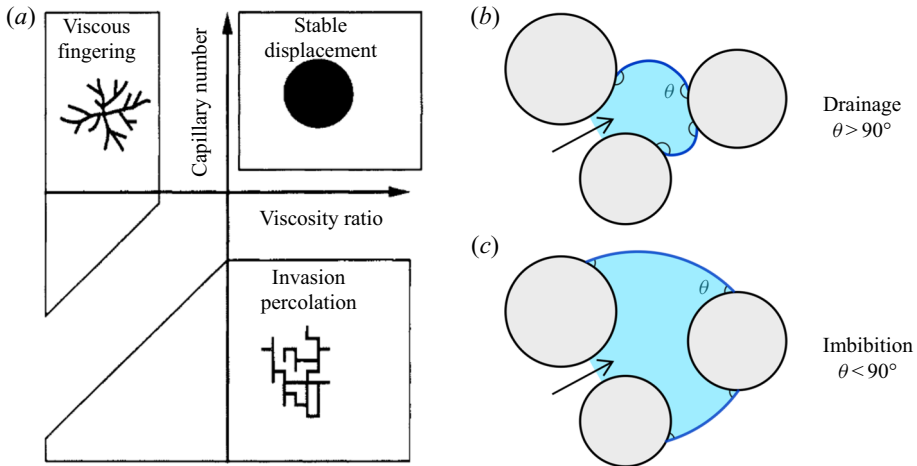 (a)
Viscous
fingering
Capillary number
Stable
displacement
Viscosity ratio
Invasion
percolation
(b)
θ
Drainage
θ > 90°
(c)
θ
Imbibition
θ < 90°